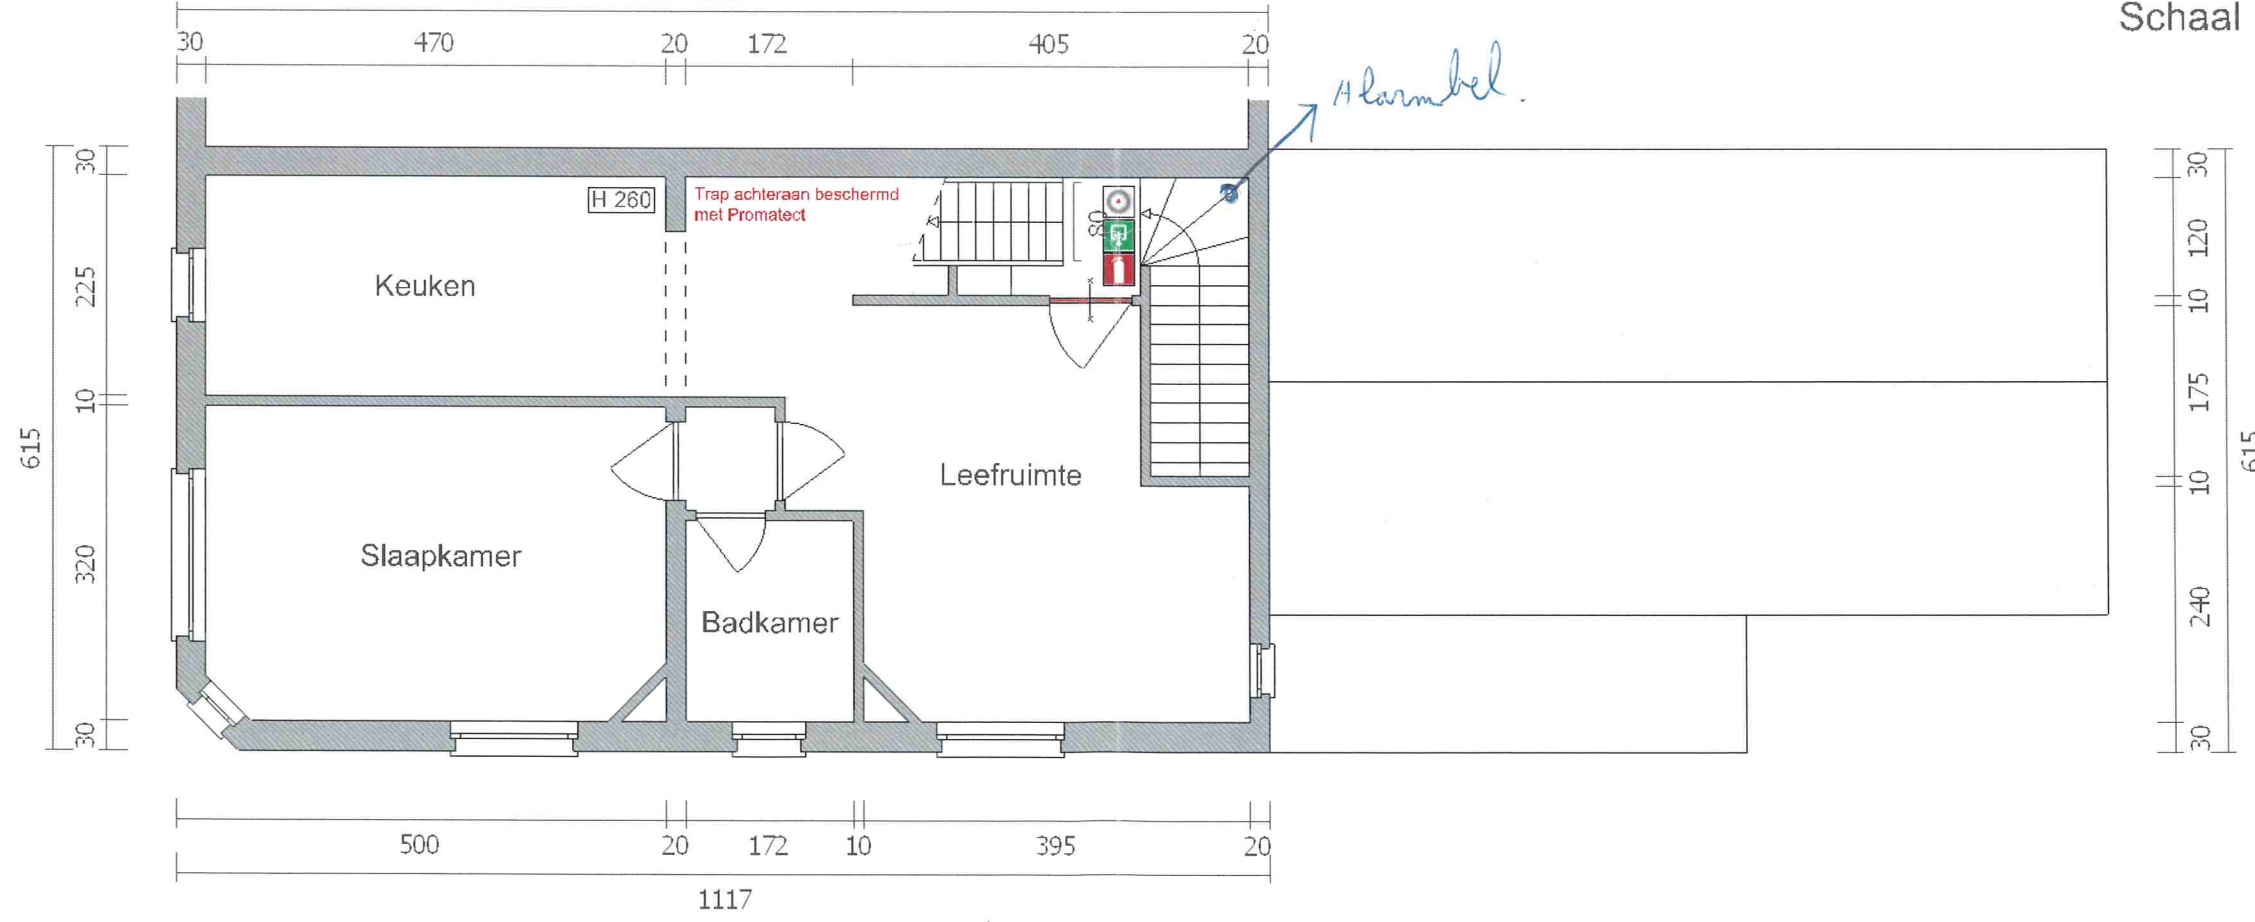 Schaal
30 470 20 172 405 20
Alarmbel.
30
225
10
320
30
615
H 260
Trap achteraan beschermd
met Promatect
80
Keuken
Leefruimte
Slaapkamer
Badkamer
30
120
10
175
10
240
30
615
500 20 172 10 395 20
1117